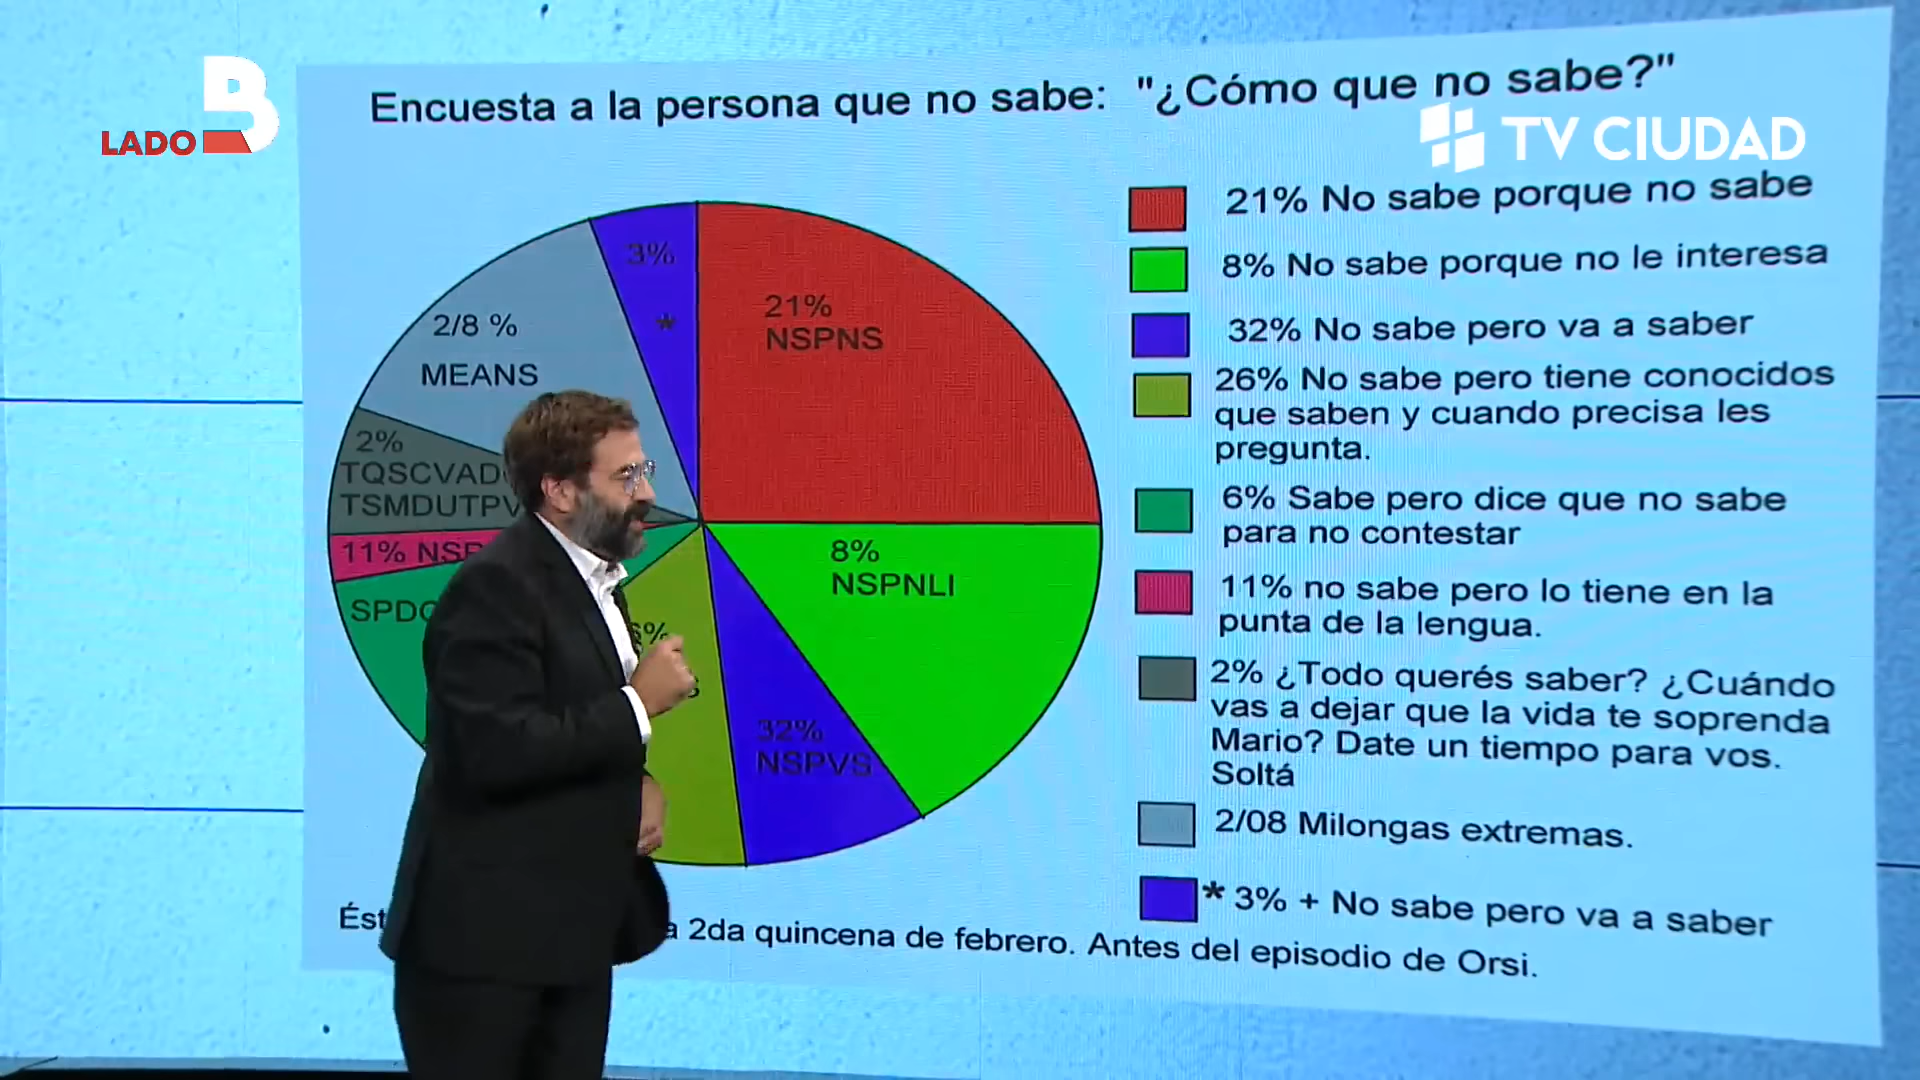 LADO B
Encuesta a la persona que no sabe: "¿Cómo que no sabe?"
TV CIUDAD
3%
*
21%
NSPNS
2/8 %
MEANS
2%
TQSCVAD
TSMDUTPV
11%
8%
NSPNLI
32%
NSPVS
21% No sabe porque no sabe
8% No sabe porque no le interesa
32% No sabe pero va a saber
26% No sabe pero tiene conocidos
que saben y cuando precisa les
pregunta.
6% Sabe pero dice que no sabe
para no contestar
11% no sabe pero lo tiene en la
punta de la lengua.
2% ¿Todo querés saber? ¿Cuándo
vas a dejar que la vida te soprenda
Mario? Date un tiempo para vos.
Soltá
2/08 Milongas extremas.
* 3% + No sabe pero va a saber
2da quincena de febrero. Antes del episodio de Orsi.